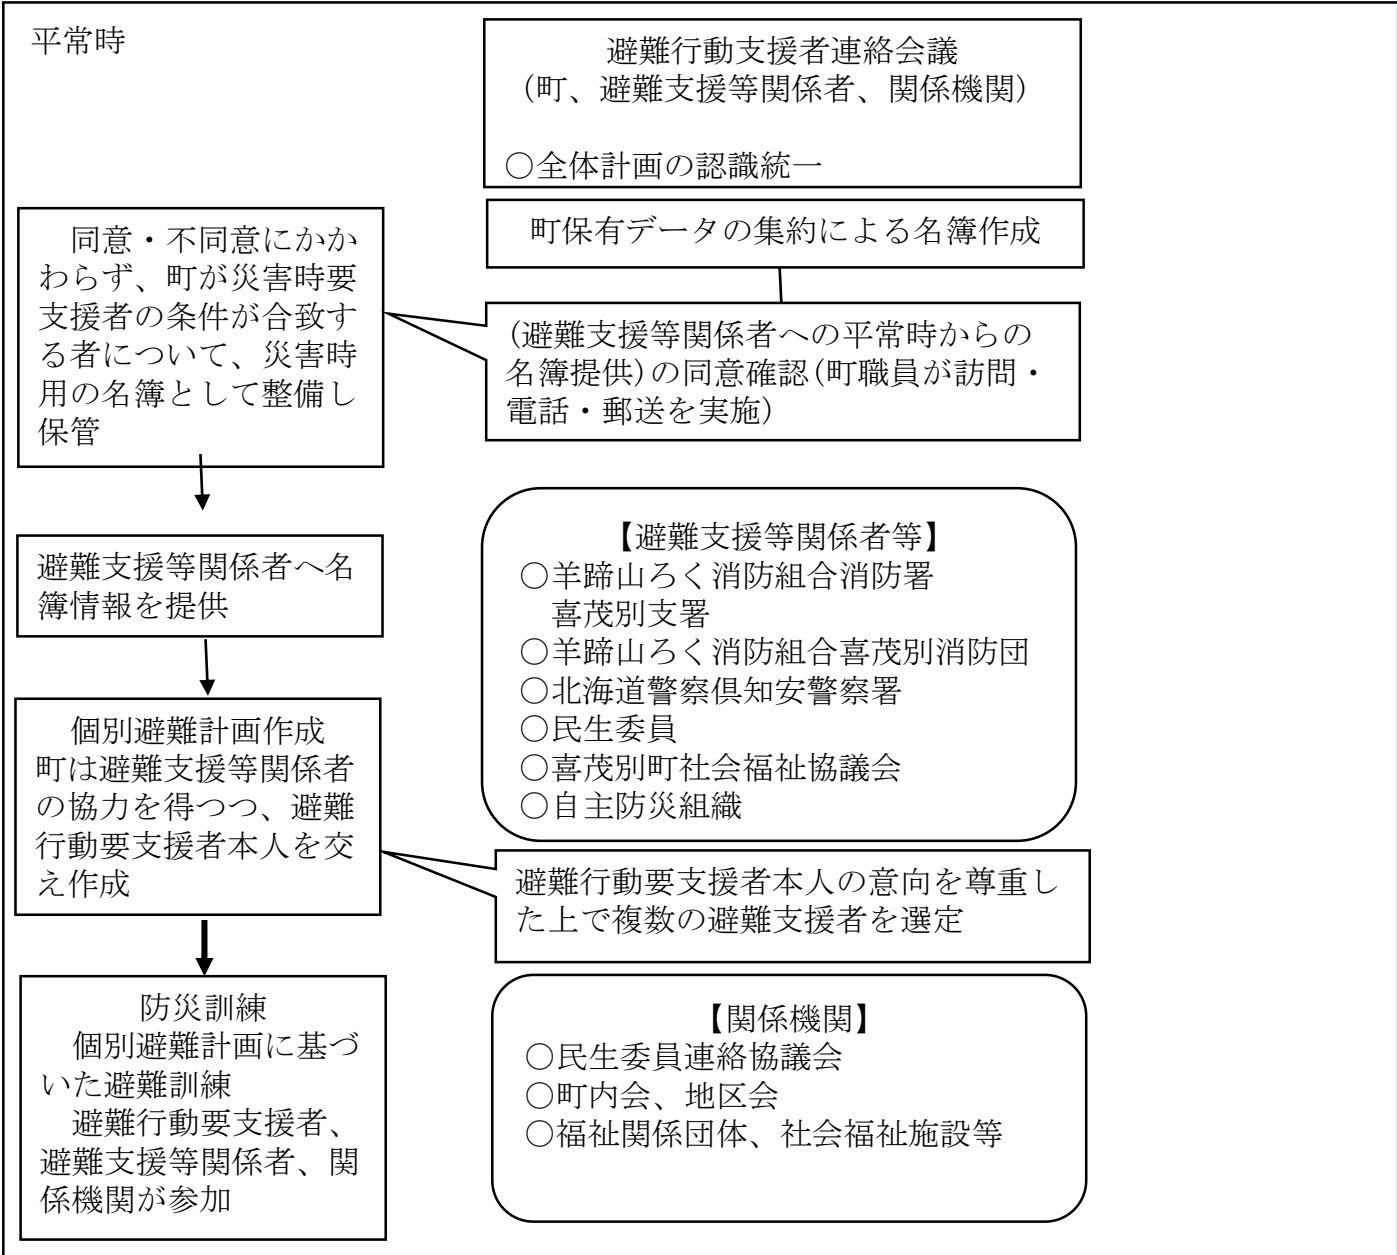 平常時
避難行動支援者連絡会議
(町、避難支援等関係者、関係機関)
○全体計画の認識統一
町保有データの集約による名簿作成
同意・不同意にかか
わらず、町が災害時要
支援者の条件が合致す
る者について、災害時
用の名簿として整備し
保管
(避難支援等関係者への平常時からの
名簿提供)の同意確認(町職員が訪問・
電話・郵送を実施)
避難支援等関係者へ名
簿情報を提供
【避難支援等関係者等】
○羊蹄山ろく消防組合消防署
喜茂別支署
○羊蹄山ろく消防組合喜茂別消防団
○北海道警察倶知安警察署
○民生委員
○喜茂別町社会福祉協議会
○自主防災組織
個別避難計画作成
町は避難支援等関係者
の協力を得つつ、避難
行動要支援者本人を交
え作成
避難行動要支援者本人の意向を尊重し
た上で複数の避難支援者を選定
防災訓練
個別避難計画に基づ
いた避難訓練
避難行動要支援者、
避難支援等関係者、関
係機関が参加
【関係機関】
○民生委員連絡協議会
○町内会、地区会
○福祉関係団体、社会福祉施設等